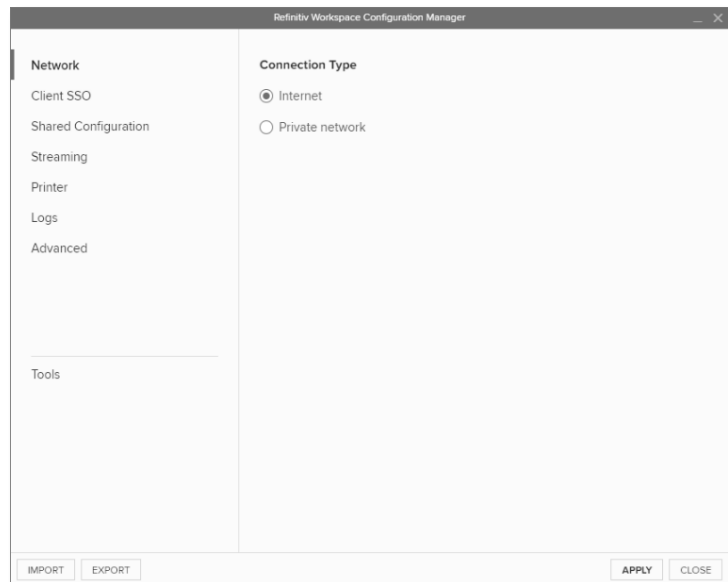 Refinitiv Workspace Configuration Manager
Network
Client SSO
Shared Configuration
Streaming
Printer
Logs
Advanced
Tools
Connection Type
Internet
Private network
IMPORT EXPORT APPLY CLOSE